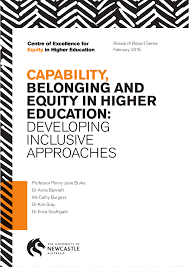 Centre of Excellence for
Equity in Higher Education
Research Report Series
February 2016
CAPABILITY,
BELONGING AND
EQUITY IN HIGHER
EDUCATION:
DEVELOPING
INCLUSIVE
APPROACHES
Professor Penny Jane Burke
Dr Anna Bennett
Ms Cathy Burgess
Dr Kim Gray
Dr Erica Southgate
THE UNIVERSITY OF
NEWCASTLE
AUSTRALIA